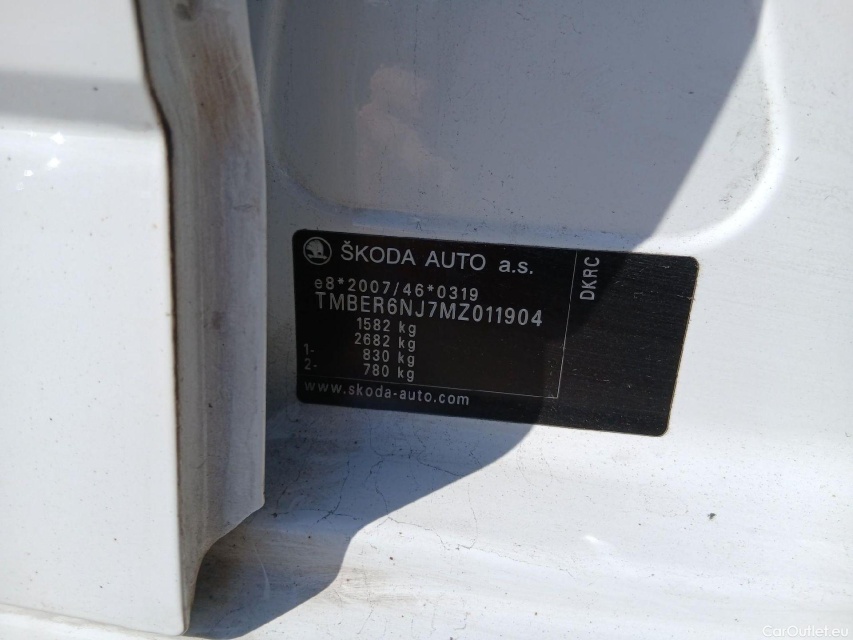 ŠKODA AUTO a.s.
DKRC
e8*2007/46*0319
TMBER6NJ7MZ011904
1582 kg
2682 kg
1- 830 kg
2- 780 kg
www.skoda-auto.com
CarOutlet.eu